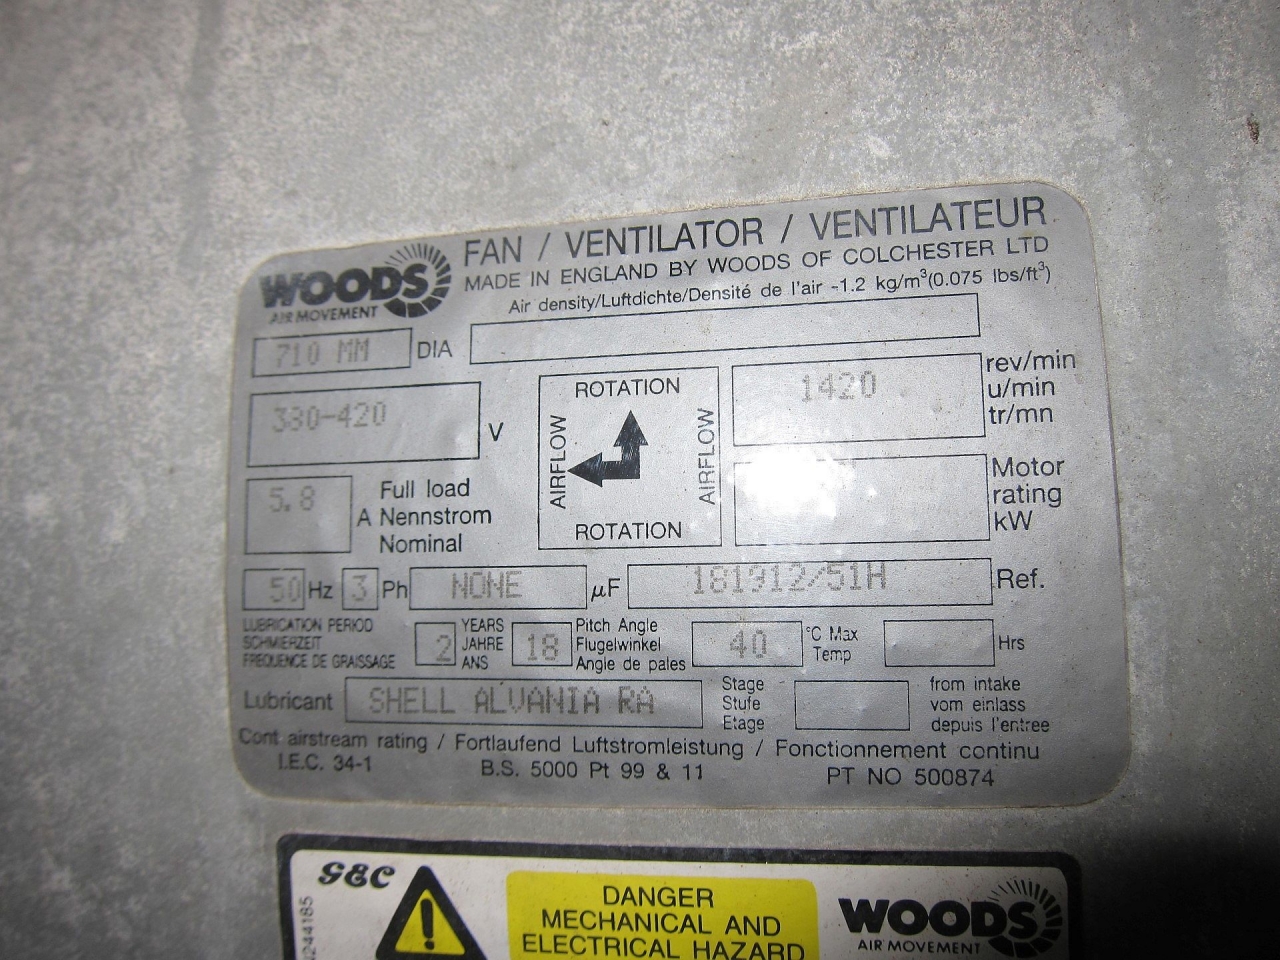 WOODS
AIR MOVEMENT
FAN / VENTILATOR / VENTILATEUR
MADE IN ENGLAND BY WOODS OF COLCHESTER LTD
Air density/Luftdichte/Densité de l'air -1.2 kg/m³(0.075 lbs/ft³)
710 MM DIA
380-420 V
ROTATION
AIRFLOW
AIRFLOW
ROTATION
1420 rev/min
u/min
tr/mn
5.8 A
Full load
Nennstrom
Nominal
Motor
rating
kW
50 Hz 3 Ph NONE µF 181912/51H Ref.
LUBRICATION PERIOD
SCHMIERZEIT
FREQUENCE DE GRAISSAGE
2 YEARS
JAHRE
ANS
18 Pitch Angle
Flugelwinkel
Angle de pales
40 °C Max
Temp
Hrs
Lubricant SHELL ALVANIA RA
Stage
Stufe
Etage
from intake
vom einlass
depuis l'entree
Cont airstream rating / Fortlaufend Luftstromleistung / Fonctionnement continu
I.E.C. 34-1 B.S. 5000 Pt 99 & 11 PT NO 500874
GEC
DANGER
MECHANICAL AND
ELECTRICAL HAZARD
WOODS
AIR MOVEMENT